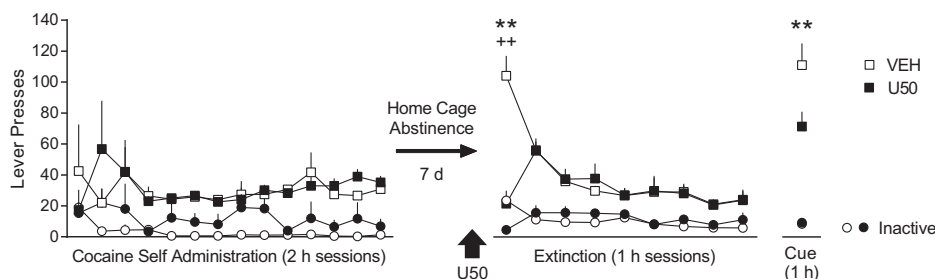 140
120
100
80
60
40
20
0
Lever Presses
Cocaine Self Administration (2 h sessions)
Home Cage
Abstinence
7 d
U50
**
++
Extinction (1 h sessions)
**
Cue
(1 h)
VEH
U50
Inactive